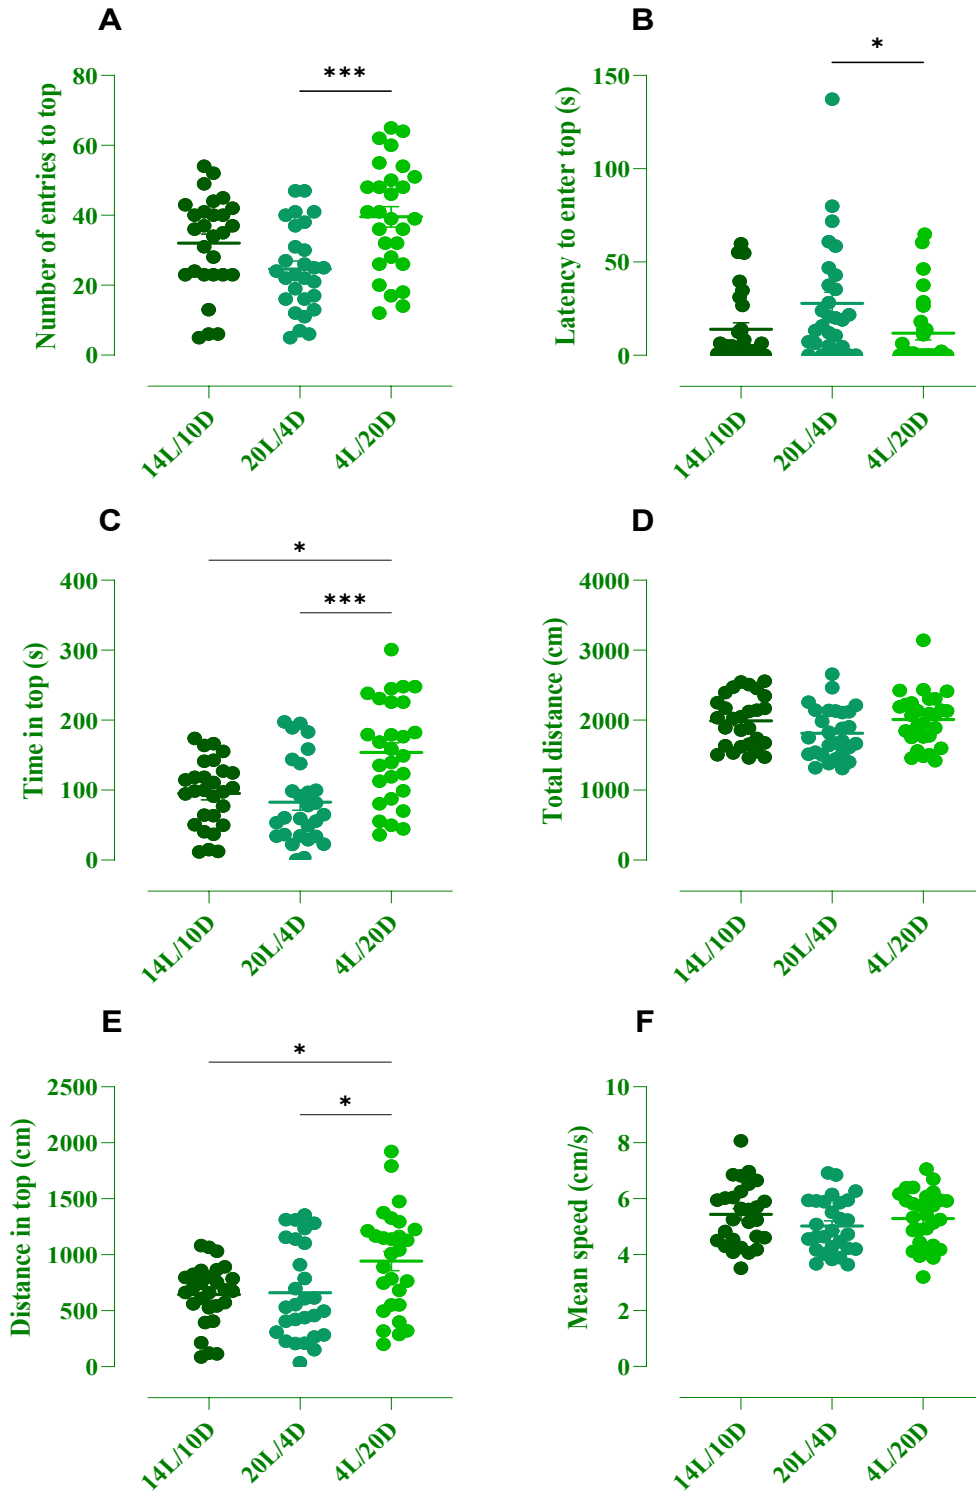 A
B
***
*
Number of entries to top
80
60
40
20
0
Latency to enter top (s)
150
100
50
0
14L/10D
20L/4D
4L/20D
14L/10D
20L/4D
4L/20D
C
D
*
***
Time in top (s)
400
300
200
100
0
Total distance (cm)
4000
3000
2000
1000
0
14L/10D
20L/4D
4L/20D
14L/10D
20L/4D
4L/20D
E
F
*
*
Distance in top (cm)
2500
2000
1500
1000
500
0
Mean speed (cm/s)
10
8
6
4
2
0
14L/10D
20L/4D
4L/20D
14L/10D
20L/4D
4L/20D